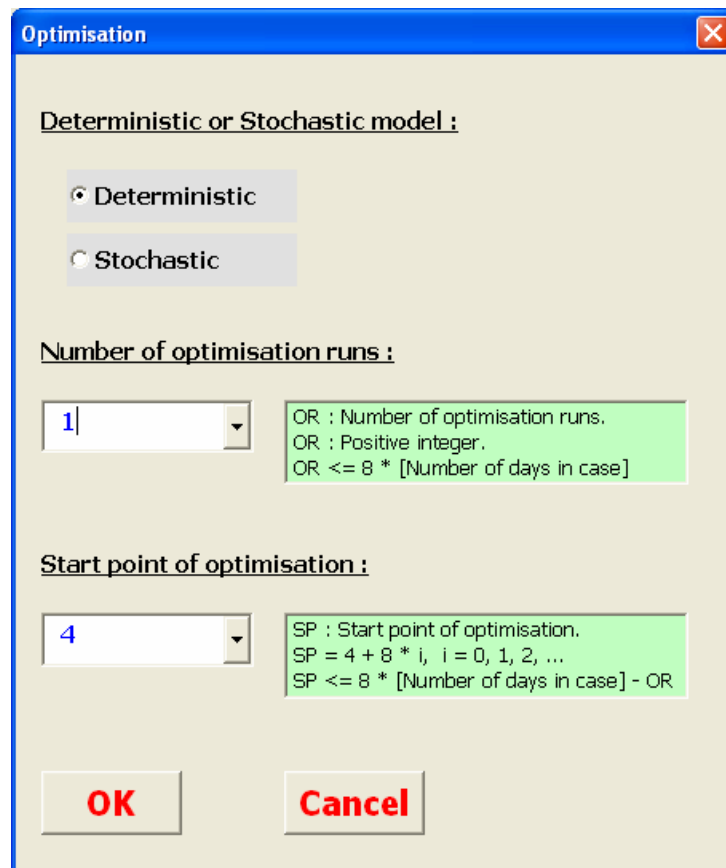 Optimisation
Deterministic or Stochastic model :
Deterministic
Stochastic
Number of optimisation runs :
1
OR : Number of optimisation runs.
OR : Positive integer.
OR <= 8 * [Number of days in case]
Start point of optimisation :
4
SP : Start point of optimisation.
SP = 4 + 8 * i,  i = 0, 1, 2, ...
SP <= 8 * [Number of days in case] - OR
OK
Cancel